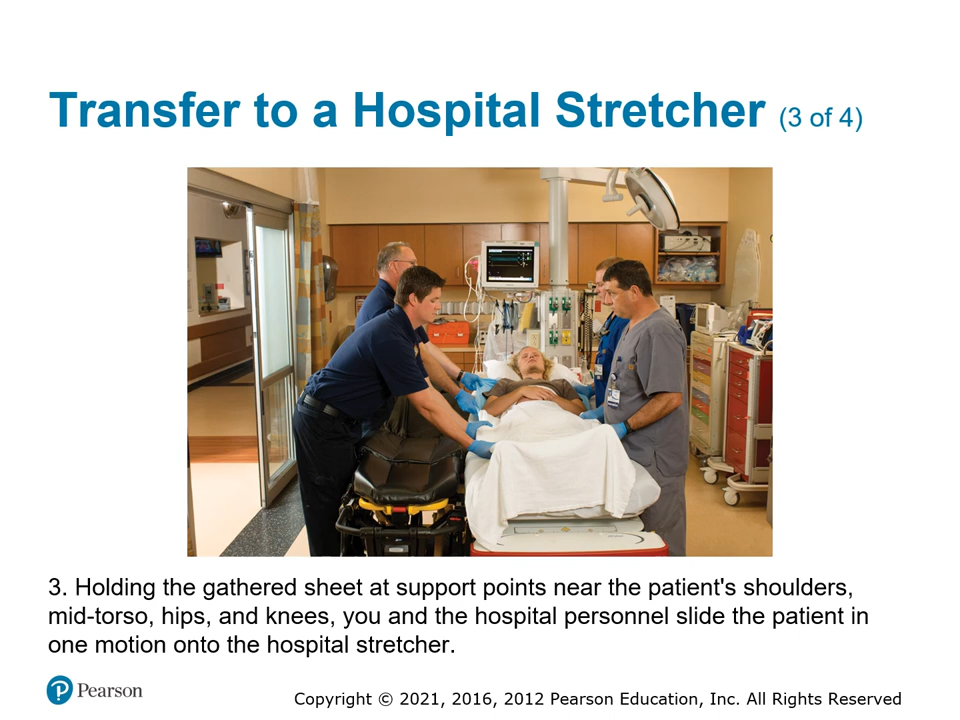 Transfer to a Hospital Stretcher (3 of 4)
3. Holding the gathered sheet at support points near the patient's shoulders,
mid-torso, hips, and knees, you and the hospital personnel slide the patient in
one motion onto the hospital stretcher.
Pearson
Copyright © 2021, 2016, 2012 Pearson Education, Inc. All Rights Reserved